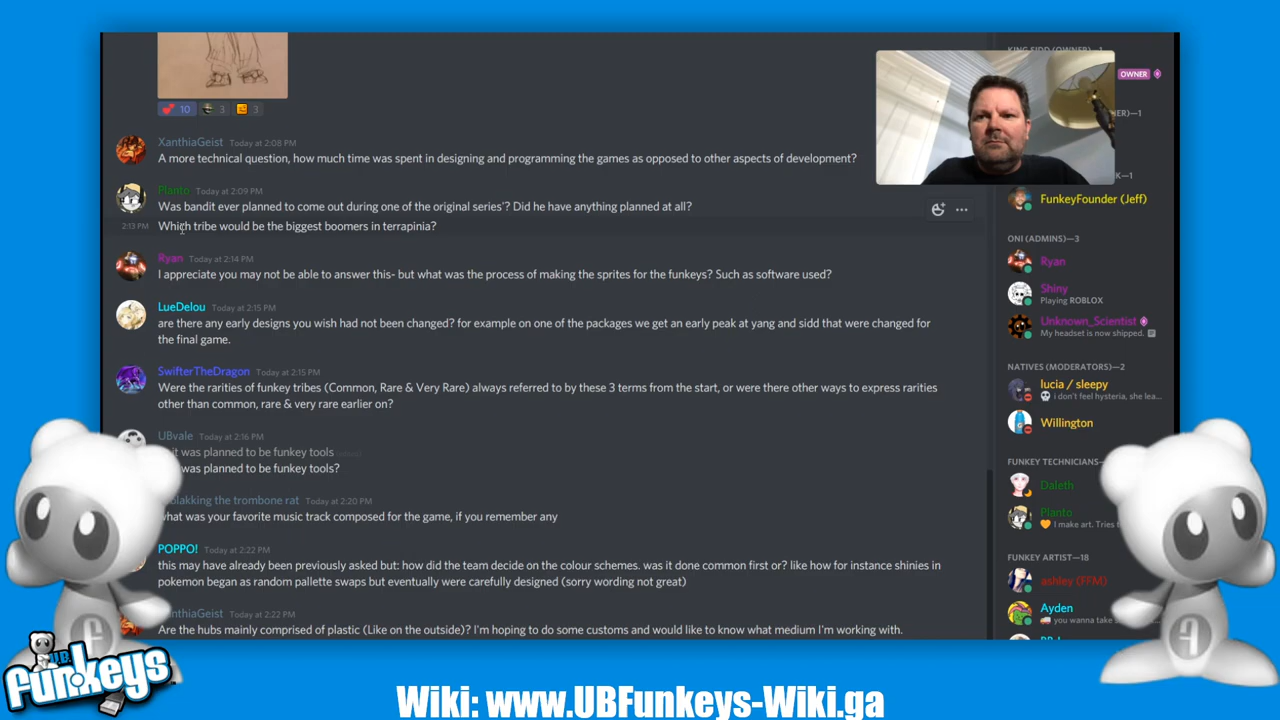 KING SIDD (OWNER)—1
OWNER
10 3 3
XanthiaGeist Today at 2:08 PM
A more technical question, how much time was spent in designing and programming the games as opposed to other aspects of development?
Planto Today at 2:09 PM
Was bandit ever planned to come out during one of the original series'? Did he have anything planned at all?
2:13 PM Which tribe would be the biggest boomers in terrapinia?
Ryan Today at 2:14 PM
I appreciate you may not be able to answer this- but what was the process of making the sprites for the funkeys? Such as software used?
LueDelou Today at 2:15 PM
are there any early designs you wish had not been changed? for example on one of the packages we get an early peak at yang and sidd that were changed for
the final game.
SwifterTheDragon Today at 2:15 PM
Were the rarities of funkey tribes (Common, Rare & Very Rare) always referred to by these 3 terms from the start, or were there other ways to express rarities
other than common, rare & very rare earlier on?
UBvale Today at 2:16 PM
it was planned to be funkey tools
was planned to be funkey tools?
lakking the trombone rat Today at 2:20 PM
what was your favorite music track composed for the game, if you remember any
POPPO! Today at 2:22 PM
this may have already been previously asked but: how did the team decide on the colour schemes. was it done common first or? like how for instance shinies in
pokemon began as random pallette swaps but eventually were carefully designed (sorry wording not great)
nthiaGeist Today at 2:22 PM
Are the hubs mainly comprised of plastic (Like on the outside)? I'm hoping to do some customs and would like to know what medium I'm working with.
ER)—1
K—1
FunkeyFounder (Jeff)
ONI (ADMINS)—3
Ryan
Shiny
Playing ROBLOX
Unknown_Scientist
My headset is now shipped.
NATIVES (MODERATORS)—2
lucia / sleepy
i don't feel hysteria, she lea...
Willington
FUNKEY TECHNICIANS—
Daleth
Planto
I make art. Tries t
FUNKEY ARTIST—18
ashley (FFM)
Ayden
you wanna take s
U.B.
funkeys
Wiki: www.UBFunkeys-Wiki.ga